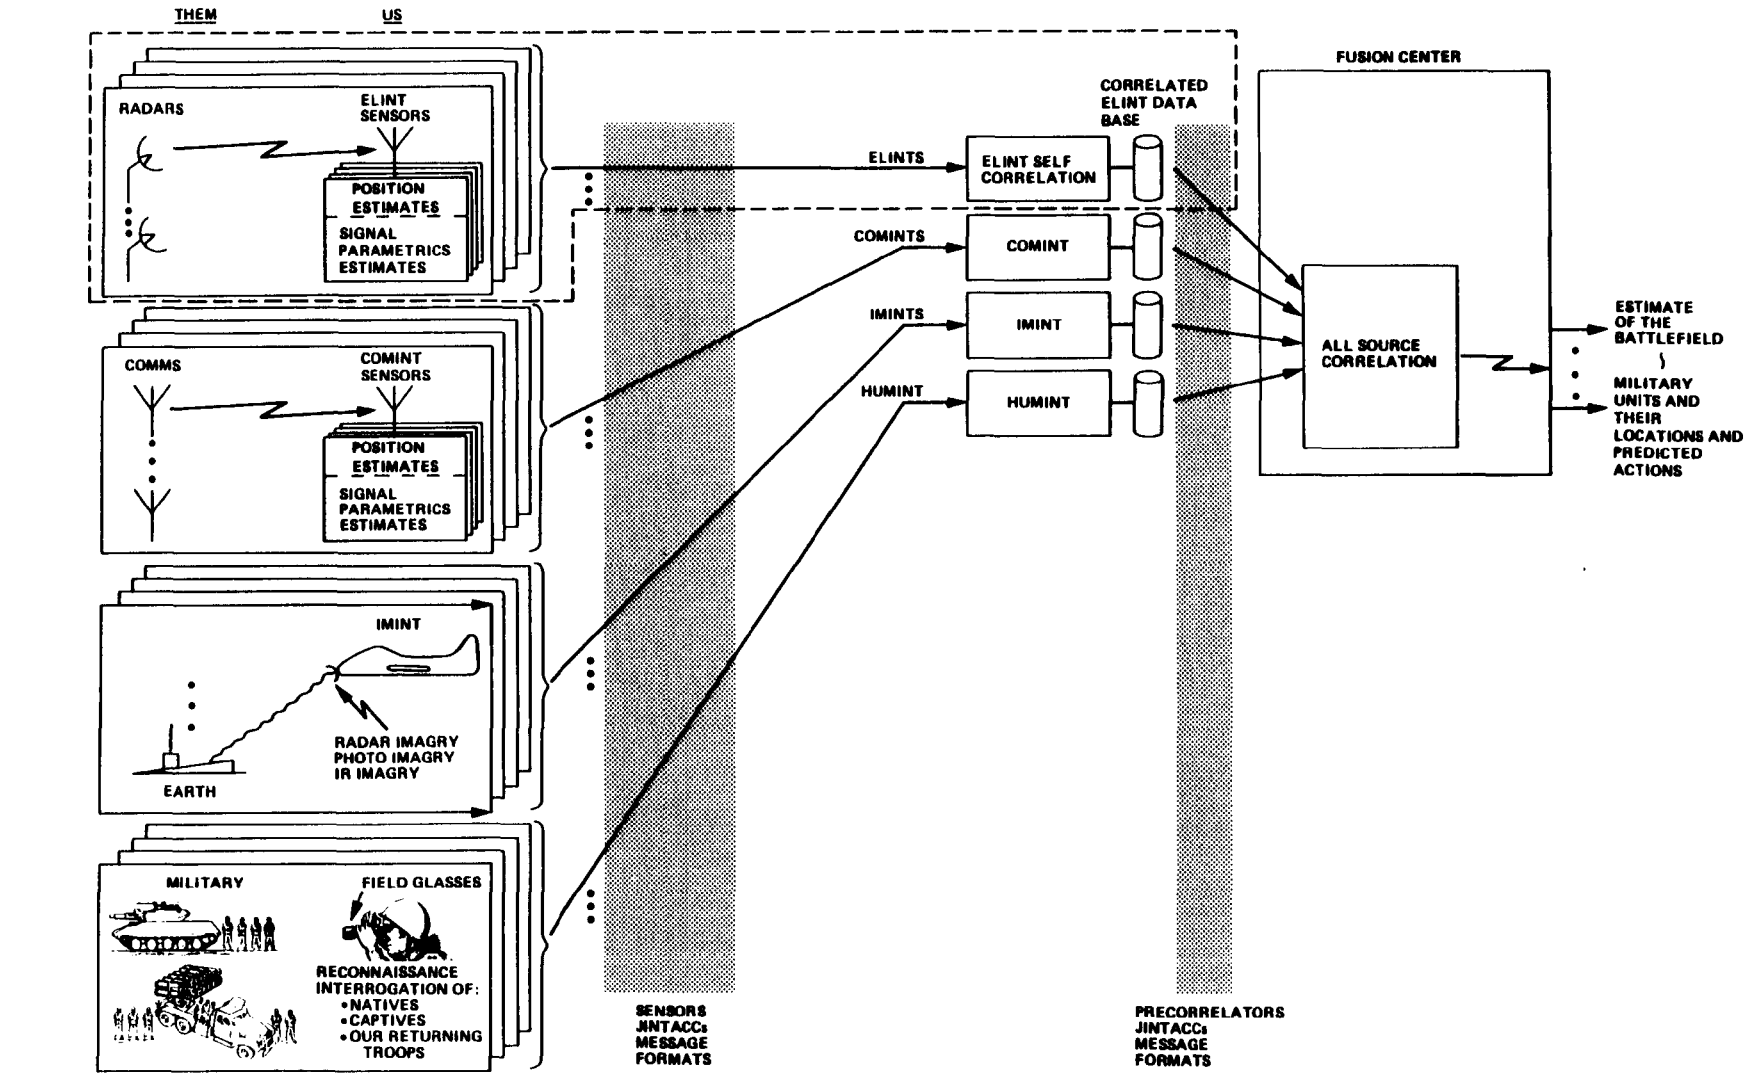 THEM
US
RADARS
ELINT
SENSORS
POSITION
ESTIMATES
SIGNAL
PARAMETRICS
ESTIMATES
COMMS
COMINT
SENSORS
POSITION
ESTIMATES
SIGNAL
PARAMETRICS
ESTIMATES
IMINT
RADAR IMAGRY
PHOTO IMAGRY
IR IMAGRY
EARTH
MILITARY
FIELD GLASSES
RECONNAISSANCE
INTERROGATION OF:
• NATIVES
• CAPTIVES
• OUR RETURNING
TROOPS
SENSORS
JINTACCs
MESSAGE
FORMATS
ELINTS
COMINTS
IMINTS
HUMINT
ELINT SELF
CORRELATION
COMINT
IMINT
HUMINT
CORRELATED
ELINT DATA
BASE
PRECORRELATORS
JINTACCs
MESSAGE
FORMATS
FUSION CENTER
ALL SOURCE
CORRELATION
ESTIMATE
OF THE
BATTLEFIELD
MILITARY
UNITS AND
THEIR
LOCATIONS AND
PREDICTED
ACTIONS